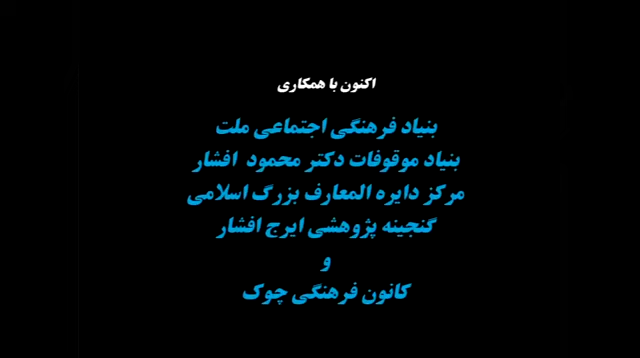 اکنون با همکاری
بنیاد فرهنگی اجتماعی ملت
بنیاد موقوفات دکتر محمود افشار
مرکز دایره المعارف بزرگ اسلامی
گنجینه پژوهشی ایرج افشار
و
کانون فرهنگی چوک